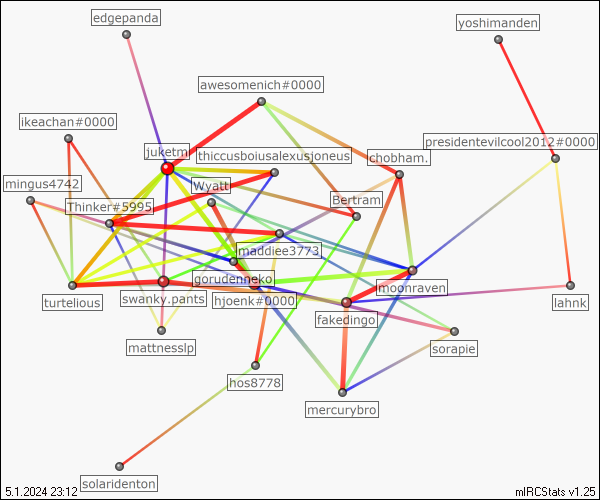 edgepanda
yoshimanden
awesomenich#0000
ikeachan#0000
presidentevilcool2012#0000
juketm
thiccusboiusalexusjoneus
chobham.
mingus4742
Wyatt
Bertram
Thinker#5995
maddiee3773
gorudenneko
moonraven
turtelious
swanky.pants
hjoenk#0000
lahnk
fakedingo
mattnesslp
sorapie
hos8778
mercurybro
solaridenton
5.1.2024 23:12
mIRCStats v1.25